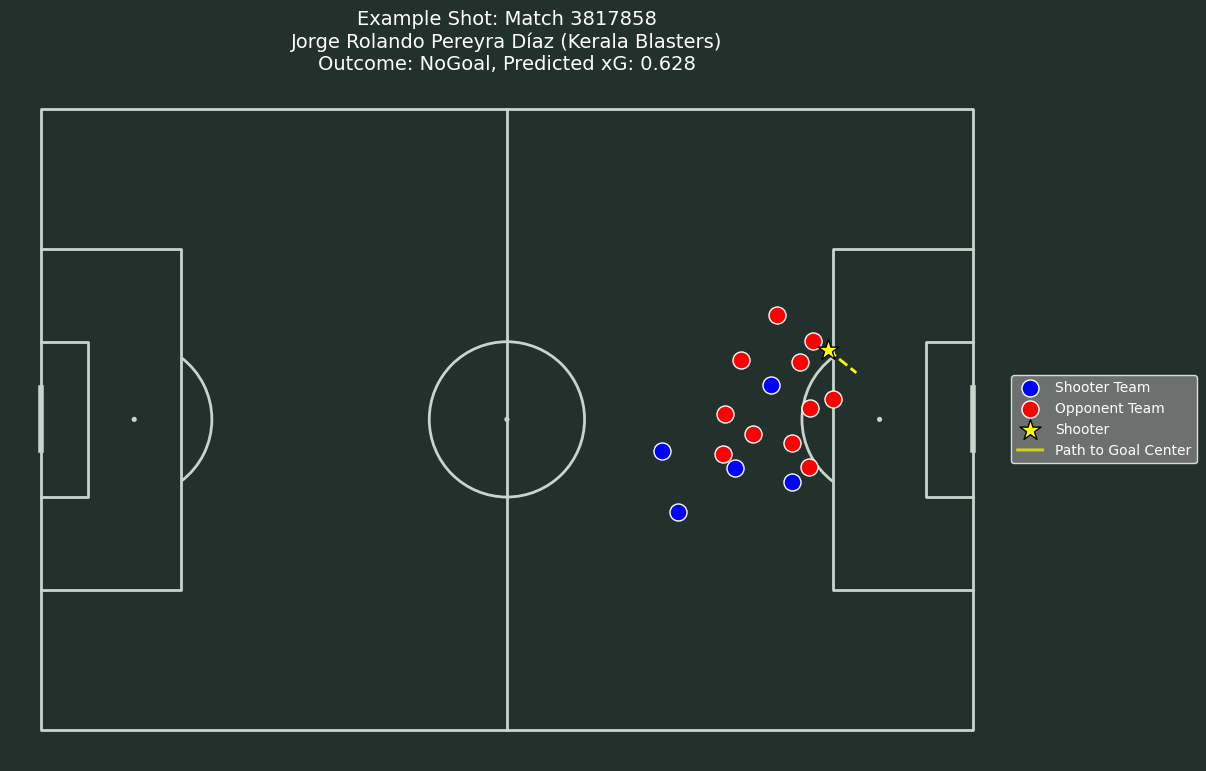 Example Shot: Match 3817858
Jorge Rolando Pereyra Díaz (Kerala Blasters)
Outcome: NoGoal, Predicted xG: 0.628
Shooter Team
Opponent Team
Shooter
Path to Goal Center